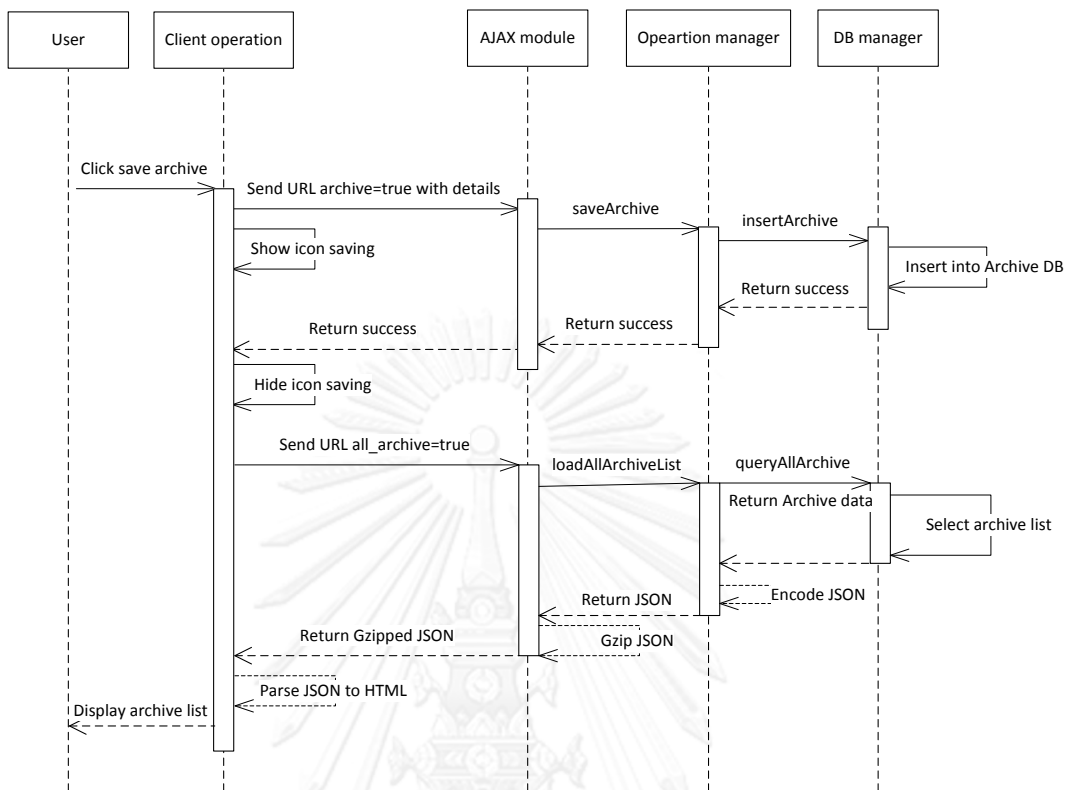 User
Client operation
AJAX module
Opeartion manager
DB manager
Click save archive
Send URL archive=true with details
saveArchive
insertArchive
Show icon saving
Insert into Archive DB
Return success
Return success
Return success
Hide icon saving
Send URL all_archive=true
loadAllArchiveList
queryAllArchive
Return Archive data
Select archive list
Encode JSON
Return JSON
Gzip JSON
Return Gzipped JSON
Parse JSON to HTML
Display archive list